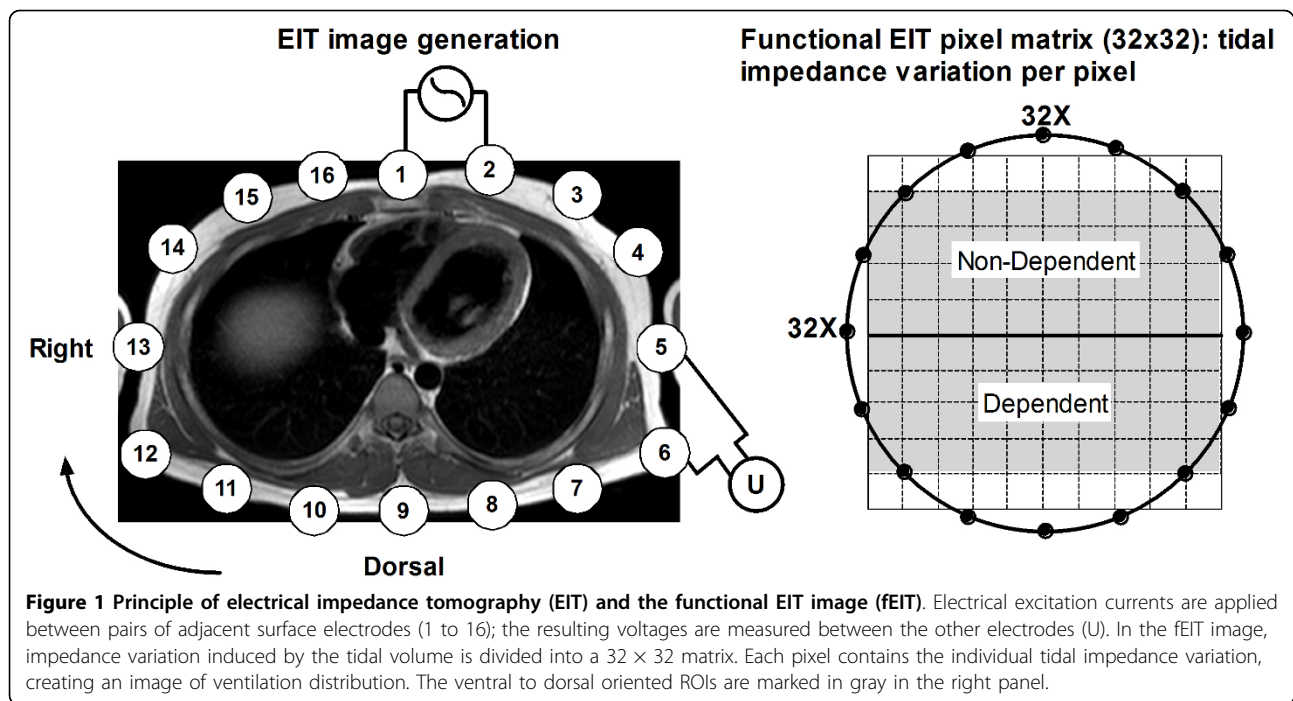 EIT image generation
Functional EIT pixel matrix (32x32): tidal
impedance variation per pixel
32X
1
2
3
4
5
6
7
8
9
10
11
12
13
14
15
16
Right
U
Dorsal
32X
Non-Dependent
Dependent
Figure 1 Principle of electrical impedance tomography (EIT) and the functional EIT image (fEIT). Electrical excitation currents are applied
between pairs of adjacent surface electrodes (1 to 16); the resulting voltages are measured between the other electrodes (U). In the fEIT image,
impedance variation induced by the tidal volume is divided into a 32 × 32 matrix. Each pixel contains the individual tidal impedance variation,
creating an image of ventilation distribution. The ventral to dorsal oriented ROIs are marked in gray in the right panel.